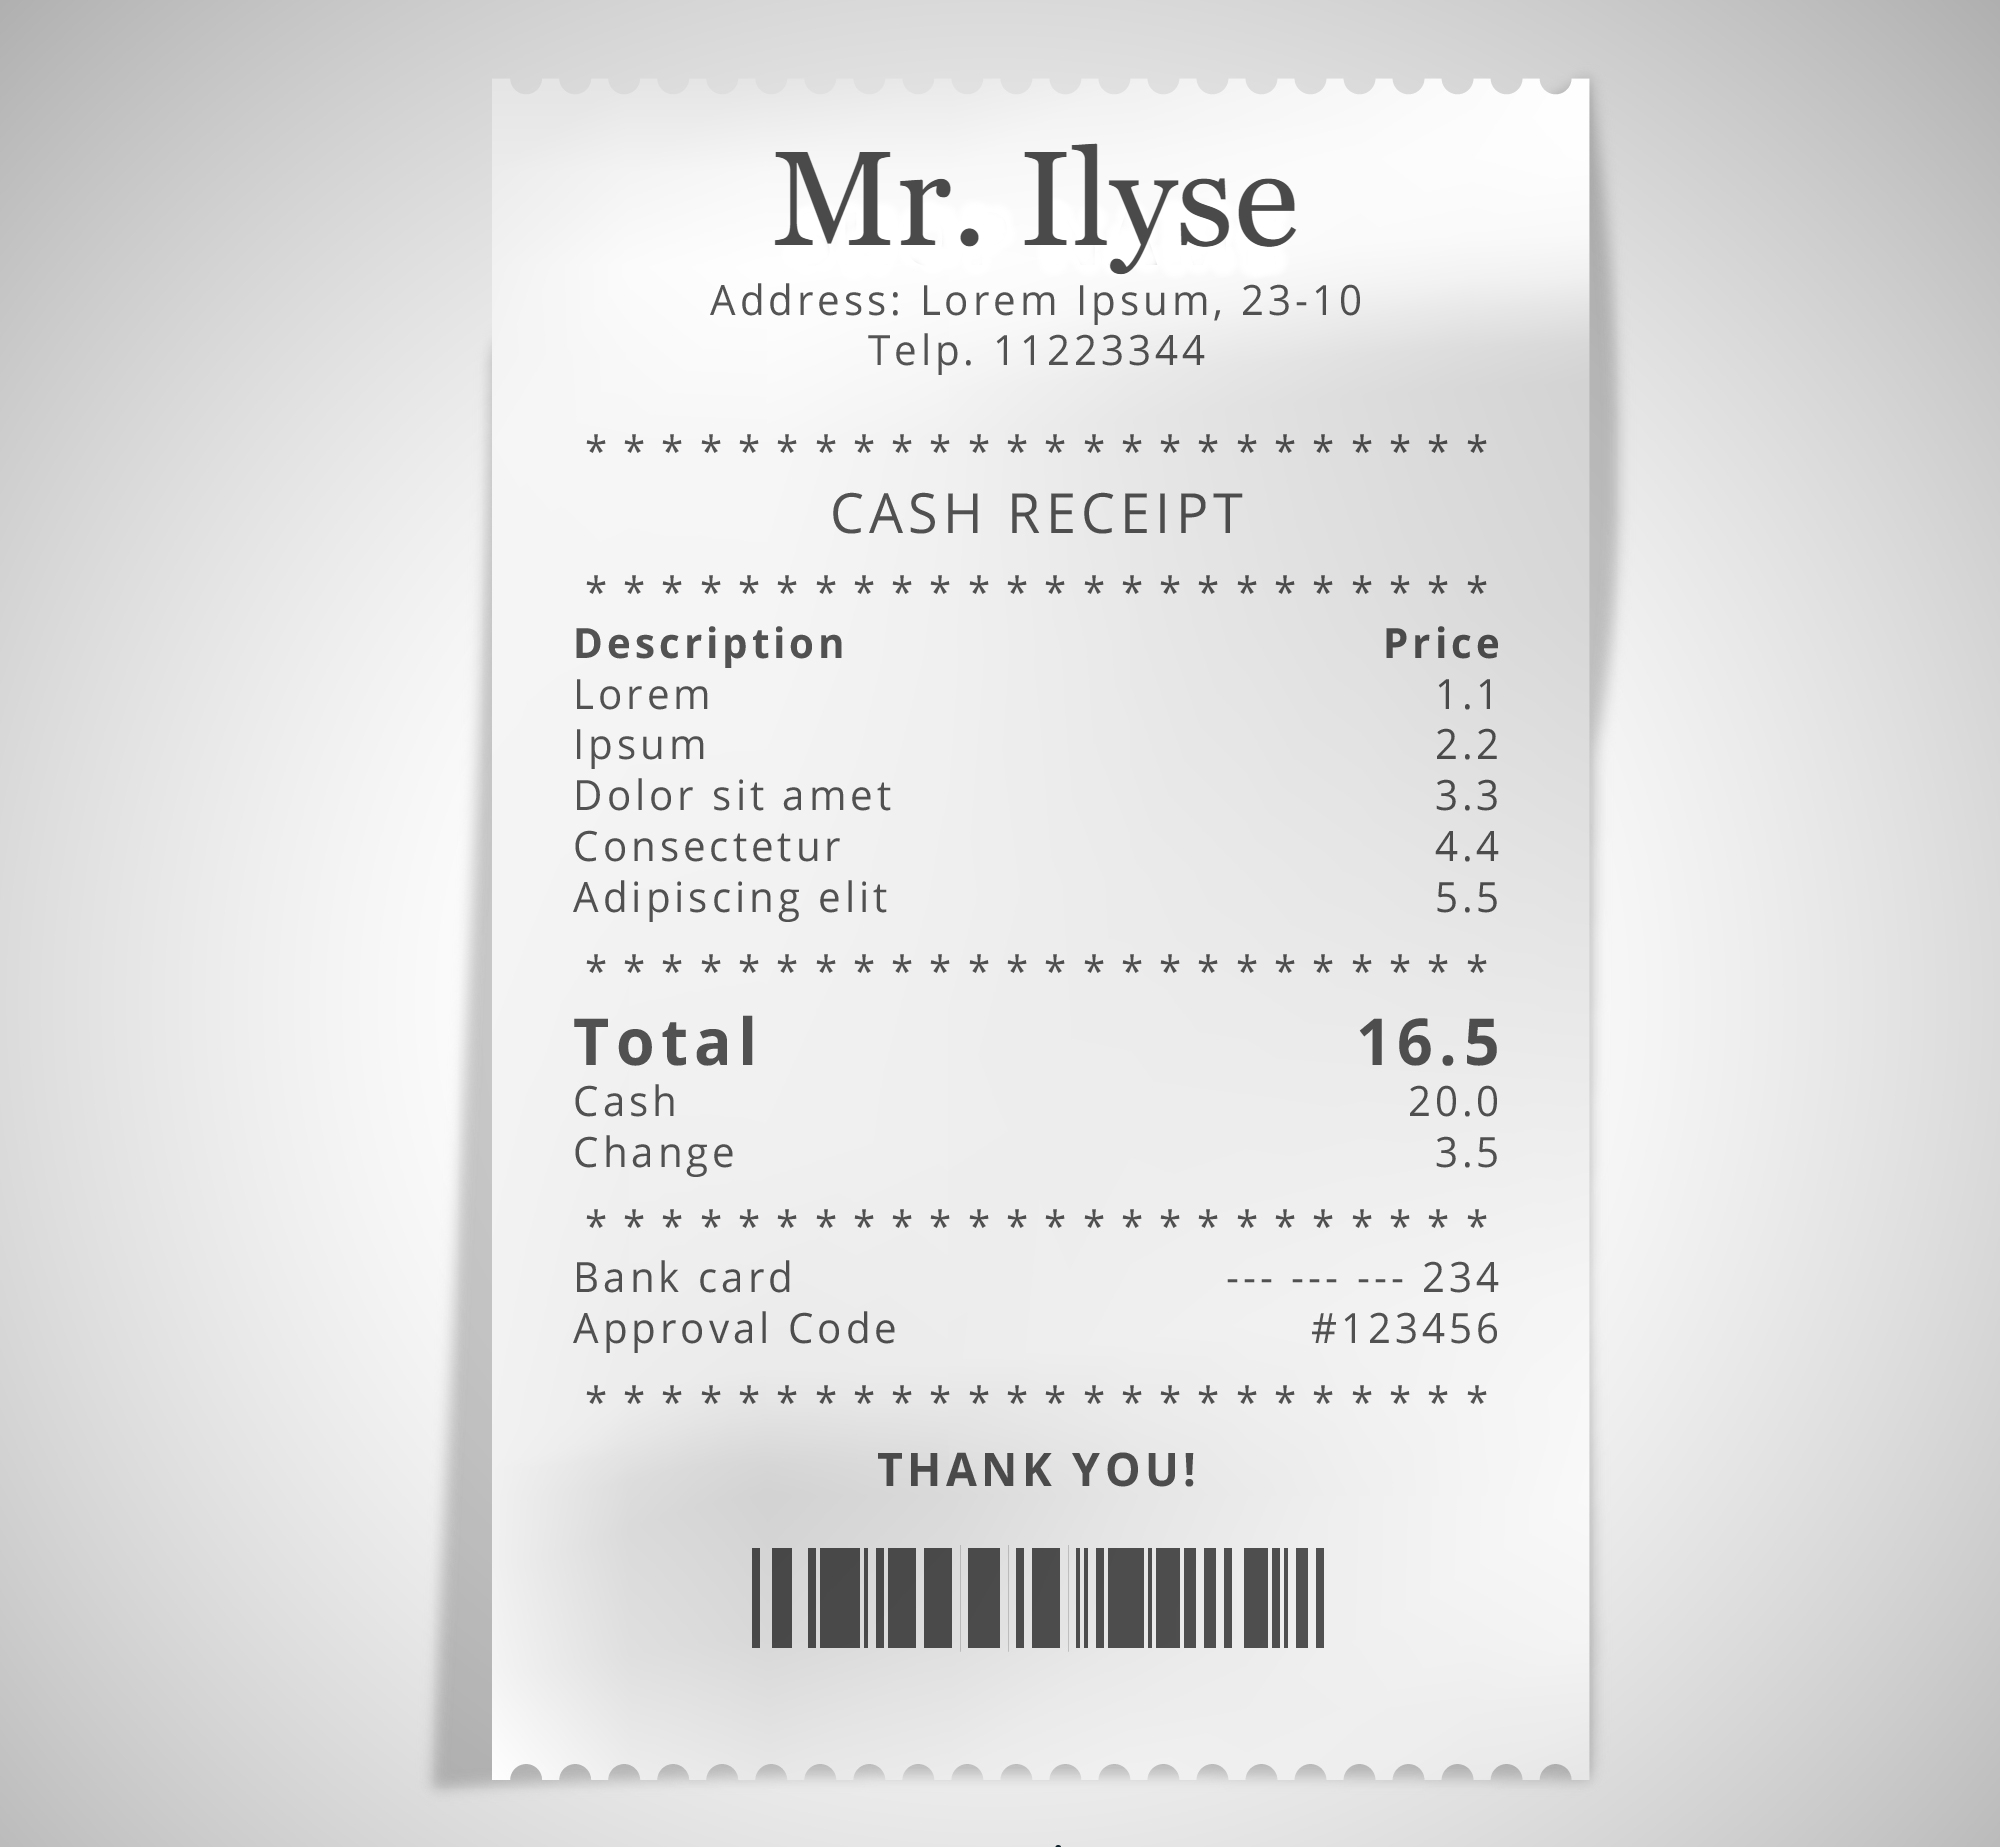 Mr. Ilyse
Address: Lorem Ipsum, 23-10
Telp. 11223344
* * * * * * * * * * * * * * * * * * * * * * * *
CASH RECEIPT
* * * * * * * * * * * * * * * * * * * * * * * *
Description Price
Lorem 1.1
Ipsum 2.2
Dolor sit amet 3.3
Consectetur 4.4
Adipiscing elit 5.5
* * * * * * * * * * * * * * * * * * * * * * * *
Total 16.5
Cash 20.0
Change 3.5
* * * * * * * * * * * * * * * * * * * * * * * *
Bank card --- --- --- 234
Approval Code #123456
* * * * * * * * * * * * * * * * * * * * * * * *
THANK YOU!